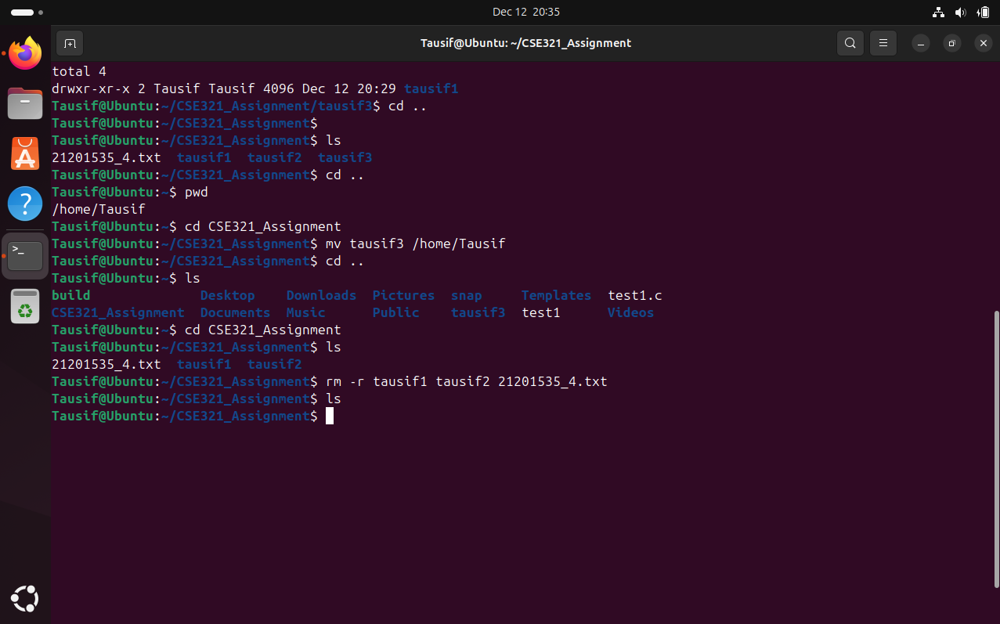 Dec 12 20:35
Tausif@Ubuntu: ~/CSE321_Assignment
total 4
drwxr-xr-x 2 Tausif Tausif 4096 Dec 12 20:29 tausif1
Tausif@Ubuntu:~/CSE321_Assignment/tausif3$ cd ..
Tausif@Ubuntu:~/CSE321_Assignment$
Tausif@Ubuntu:~/CSE321_Assignment$ ls
21201535_4.txt  tausif1  tausif2  tausif3
Tausif@Ubuntu:~/CSE321_Assignment$ cd ..
Tausif@Ubuntu:~$ pwd
/home/Tausif
Tausif@Ubuntu:~$ cd CSE321_Assignment
Tausif@Ubuntu:~/CSE321_Assignment$ mv tausif3 /home/Tausif
Tausif@Ubuntu:~/CSE321_Assignment$ cd ..
Tausif@Ubuntu:~$ ls
build              Desktop    Downloads  Pictures  snap     Templates  test1.c
CSE321_Assignment  Documents  Music      Public    tausif3  test1      Videos
Tausif@Ubuntu:~$ cd CSE321_Assignment
Tausif@Ubuntu:~/CSE321_Assignment$ ls
21201535_4.txt  tausif1  tausif2
Tausif@Ubuntu:~/CSE321_Assignment$ rm -r tausif1 tausif2 21201535_4.txt
Tausif@Ubuntu:~/CSE321_Assignment$ ls
Tausif@Ubuntu:~/CSE321_Assignment$